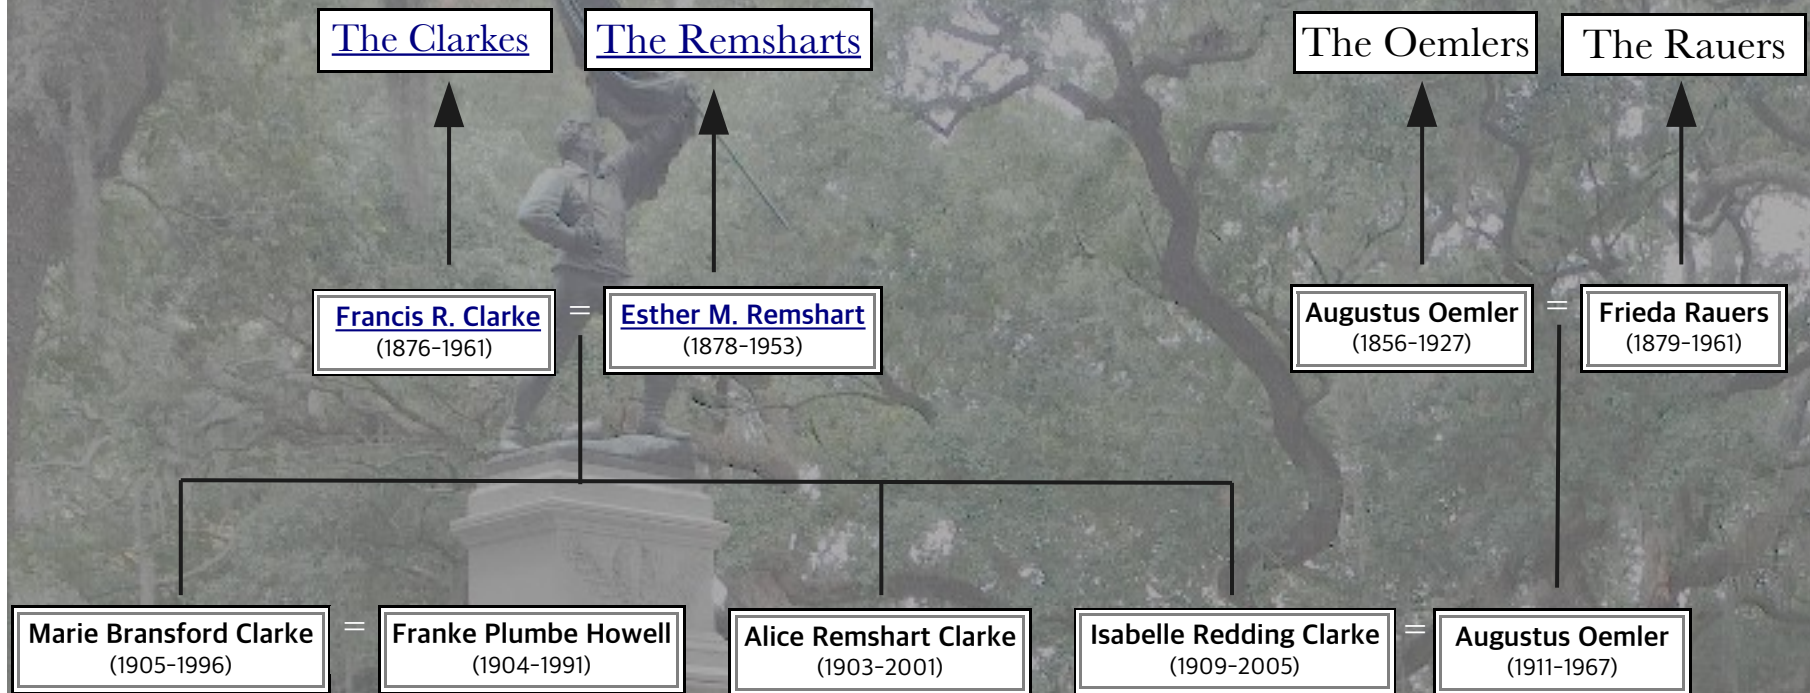 The Clarkes
The Remsharts
The Oemlers
The Rauers
Francis R. Clarke
(1876-1961)
=
Esther M. Remshart
(1878-1953)
Augustus Oemler
(1856-1927)
=
Frieda Rauers
(1879-1961)
Marie Bransford Clarke
(1905-1996)
=
Franke Plumbe Howell
(1904-1991)
Alice Remshart Clarke
(1903-2001)
Isabelle Redding Clarke
(1909-2005)
=
Augustus Oemler
(1911-1967)